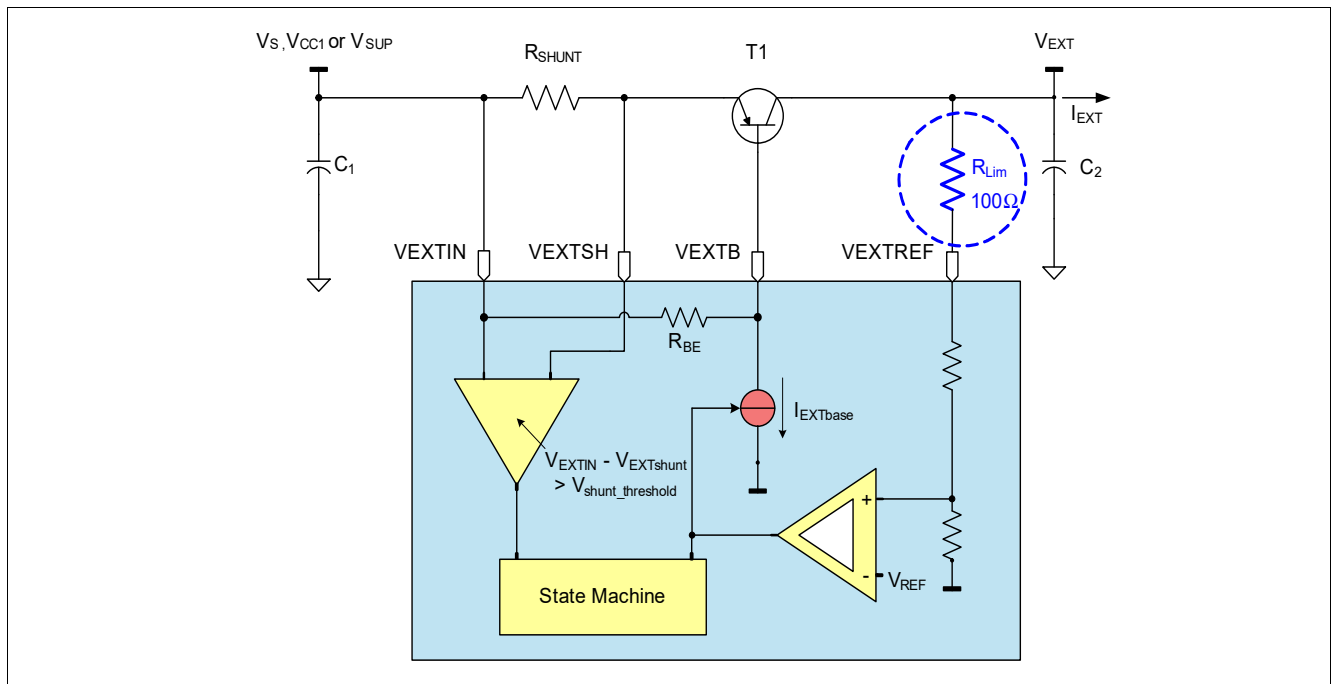 VS,VCC1 or VSUP
RSHUNT
T1
VEXT
IEXT
C1
RLim
100Ω
C2
VEXTIN
VEXTSH
VEXTB
VEXTREF
RBE
IEXTbase
VEXTIN - VEXTshunt
> Vshunt_threshold
+
- VREF
State Machine